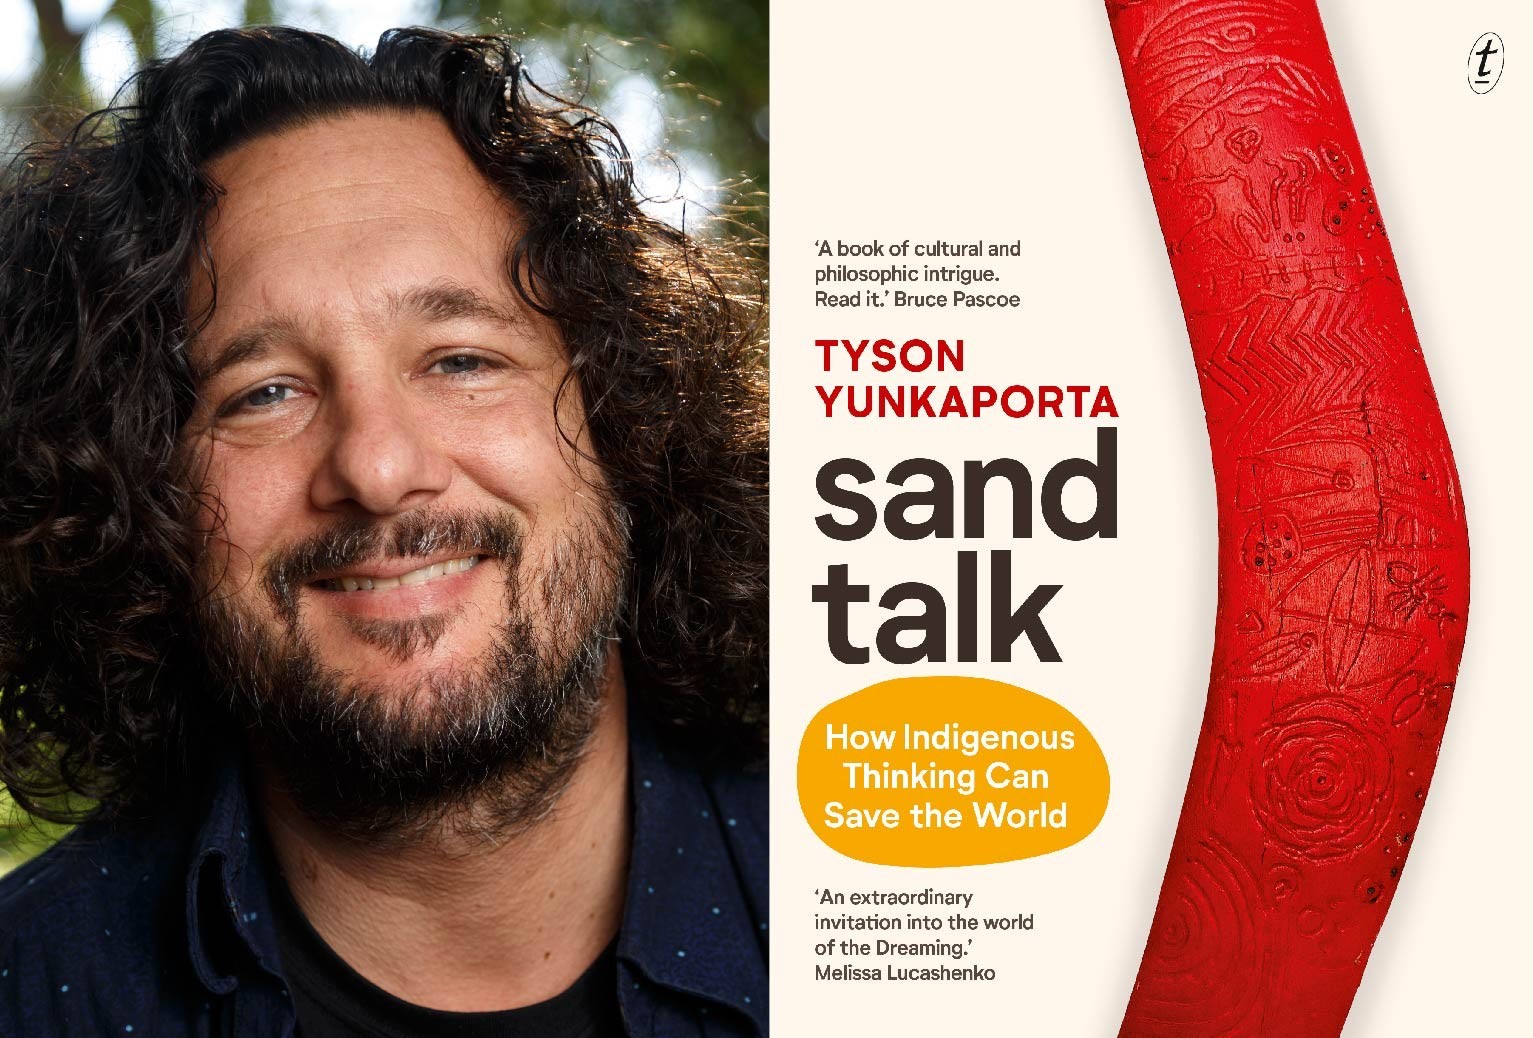 t
‘A book of cultural and
philosophic intrigue.
Read it.’ Bruce Pascoe
TYSON
YUNKAPORTA
sand
talk
How Indigenous
Thinking Can
Save the World
‘An extraordinary
invitation into the world
of the Dreaming.’
Melissa Lucashenko